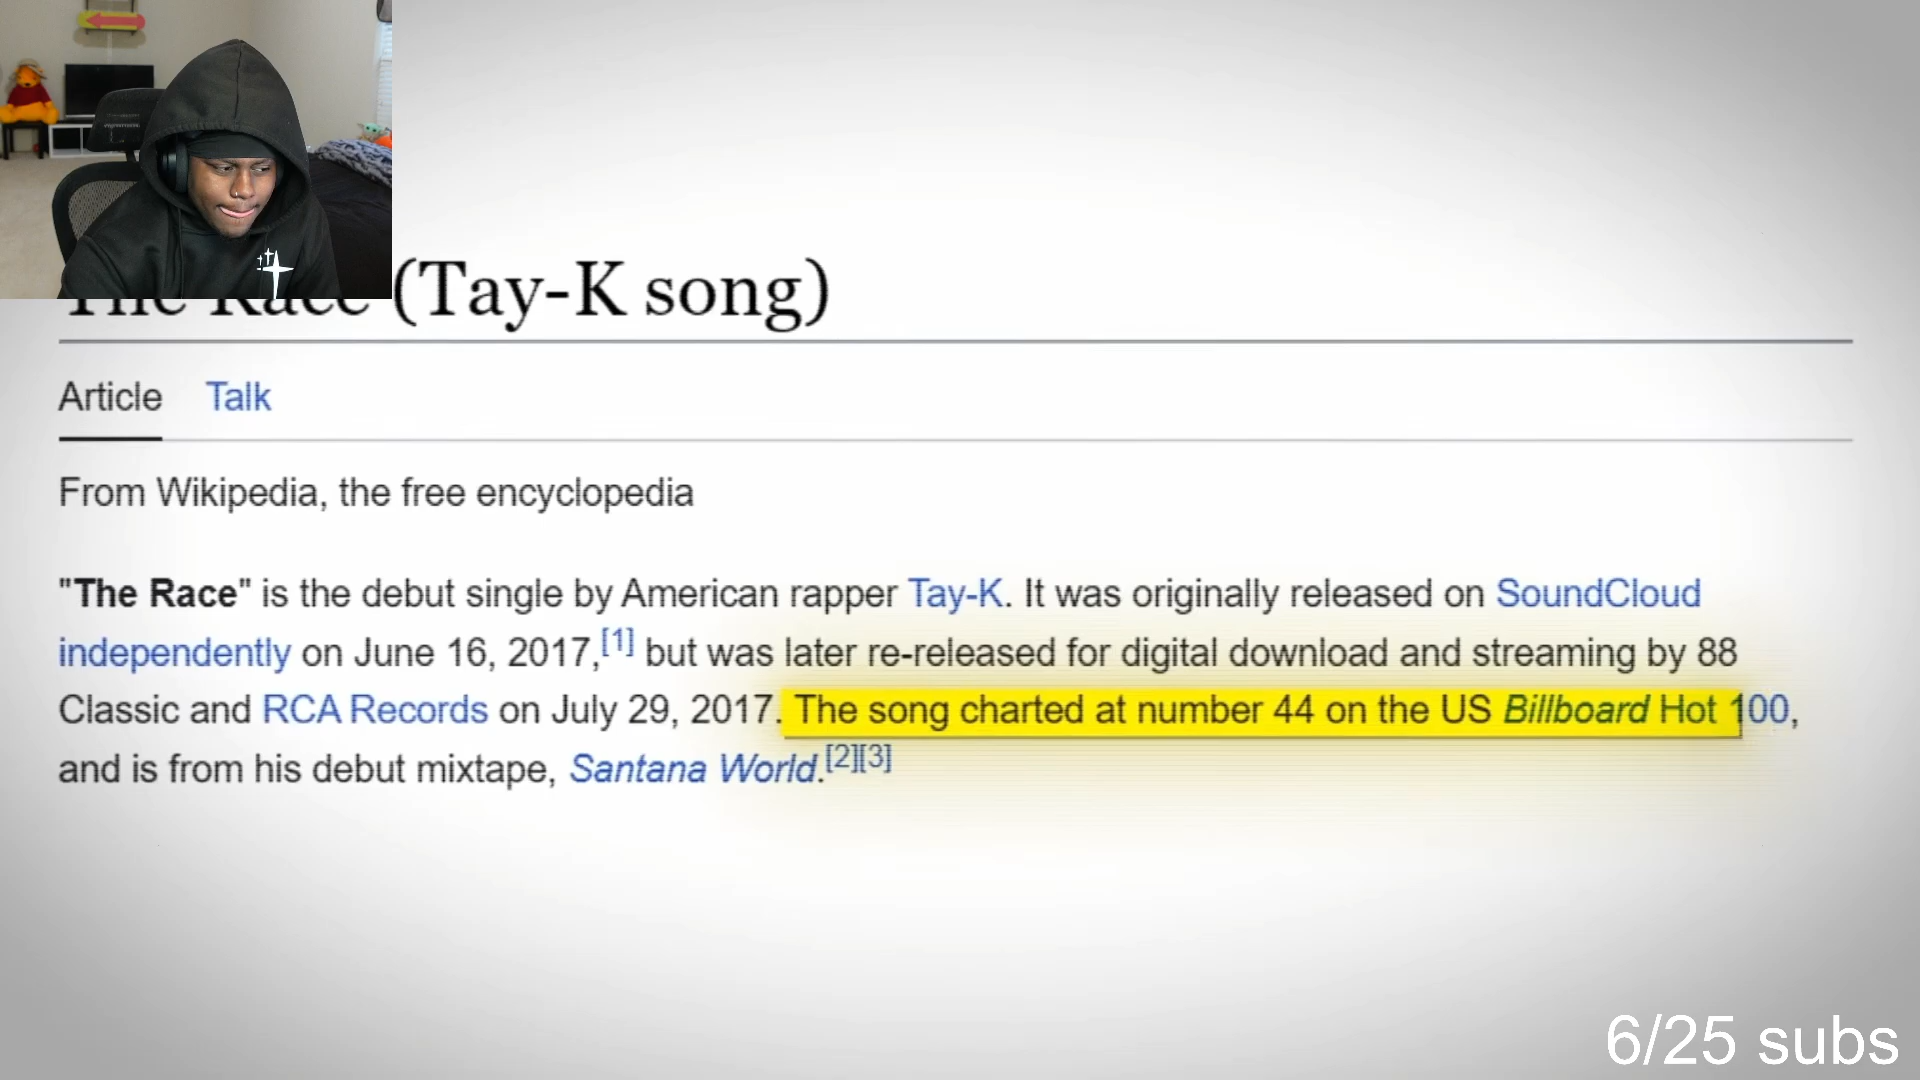 The Race (Tay-K song)
Article Talk
From Wikipedia, the free encyclopedia
"The Race" is the debut single by American rapper Tay-K. It was originally released on SoundCloud
independently on June 16, 2017,[1] but was later re-released for digital download and streaming by 88
Classic and RCA Records on July 29, 2017. The song charted at number 44 on the US Billboard Hot 100,
and is from his debut mixtape, Santana World.[2][3]
6/25 subs